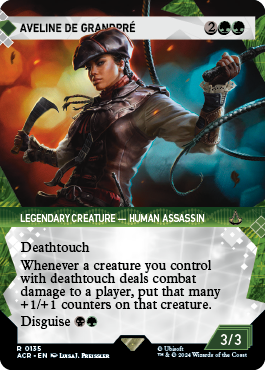 AVELINE DE GRANDPRÉ 2
LEGENDARY CREATURE — HUMAN ASSASSIN
Deathtouch
Whenever a creature you control
with deathtouch deals combat
damage to a player, put that many
+1/+1 counters on that creature.
Disguise
3/3
R 0135
ACR • EN LUISA J. PREISSLER
© Ubisoft
™ & © 2024 Wizards of the Coast